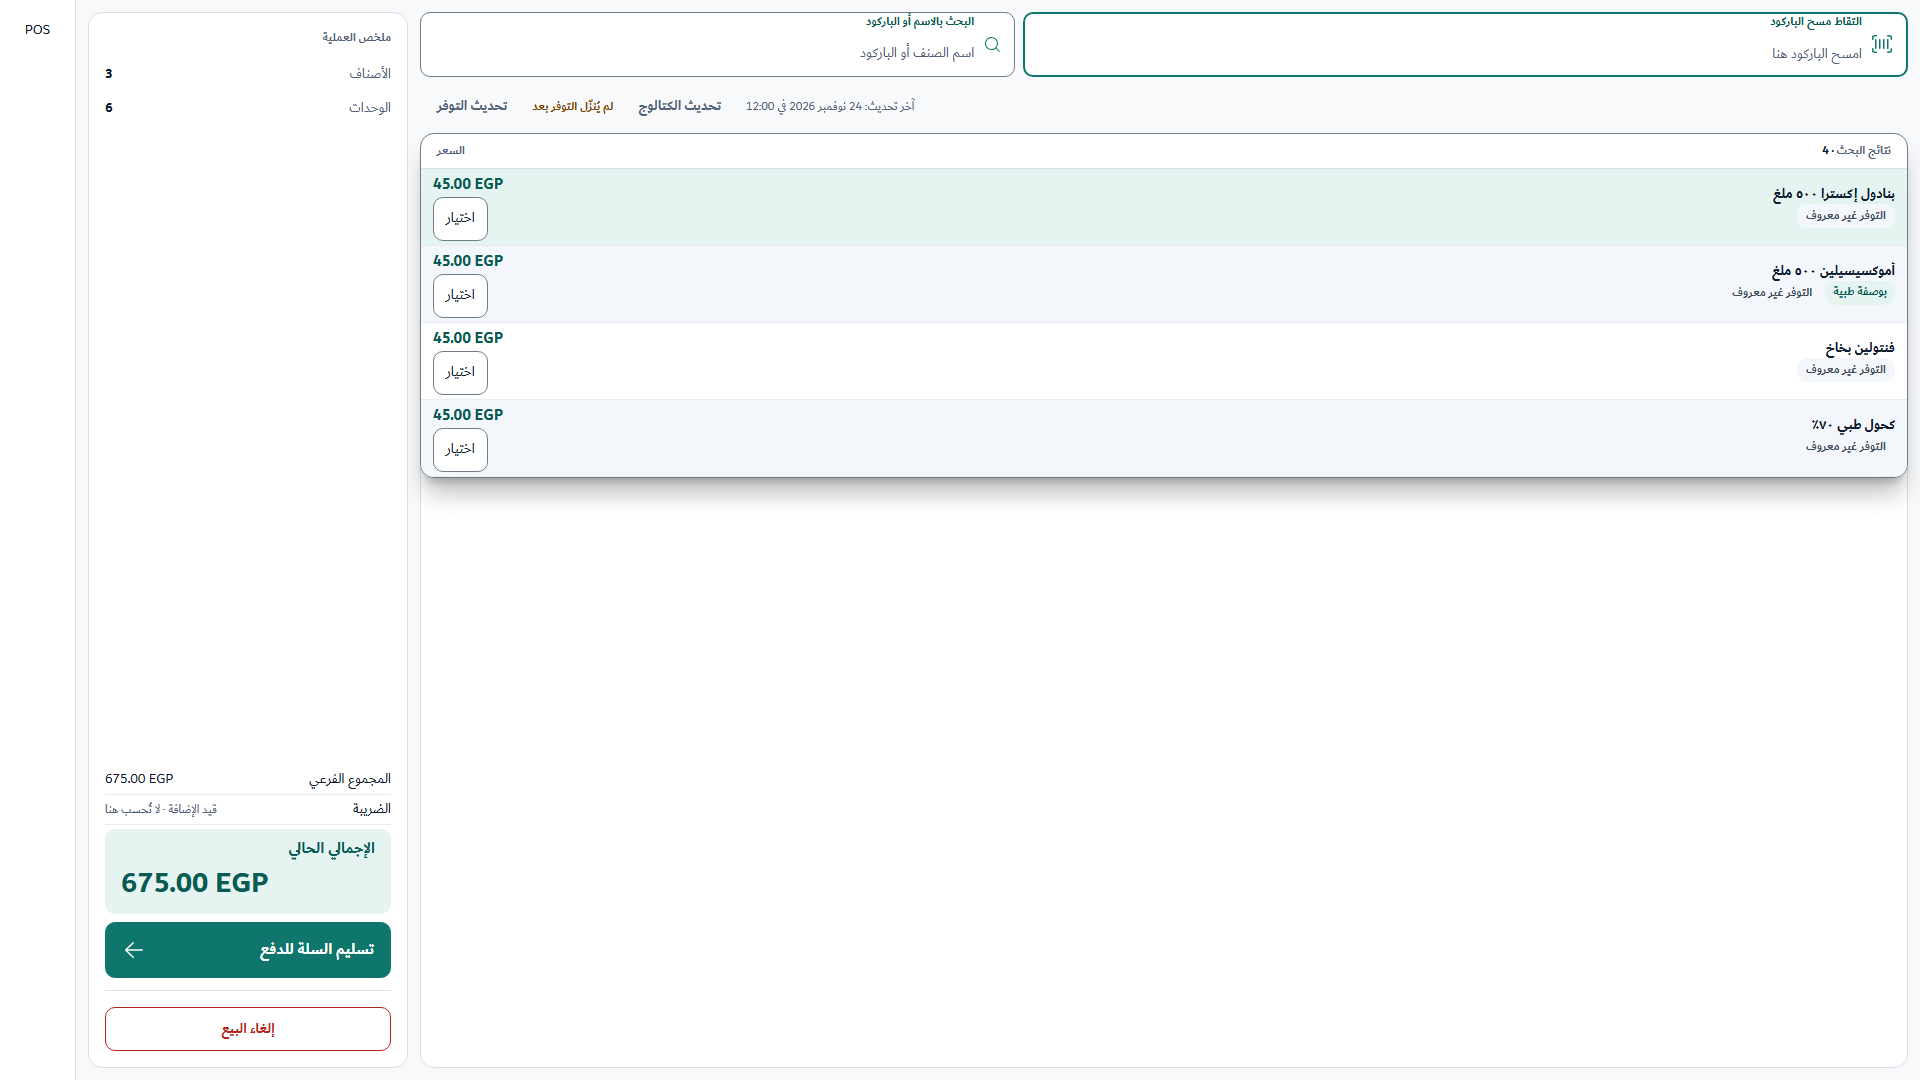 التقاط مسح الباركود
امسح الباركود هنا
البحث بالاسم أو الباركود
اسم الصنف أو الباركود
آخر تحديث: 24 نوفمبر 2026 في 12:00
تحديث الكتالوج
لم يُنزّل التوفر بعد
تحديث التوفر
نتائج البحث · 4
السعر
بنادول إكسترا ٥٠٠ ملغ
التوفر غير معروف
45.00 EGP
اختيار
أموكسيسيلين ٥٠٠ ملغ
بوصفة طبية
التوفر غير معروف
45.00 EGP
اختيار
فنتولين بخاخ
التوفر غير معروف
45.00 EGP
اختيار
كحول طبي ٧٠٪
التوفر غير معروف
45.00 EGP
اختيار
ملخص العملية
الأصناف 3
الوحدات 6
المجموع الفرعي 675.00 EGP
الضريبة قيد الإضافة - لا تُحسب هنا
الإجمالي الحالي
675.00 EGP
تسليم السلة للدفع
إلغاء البيع
POS